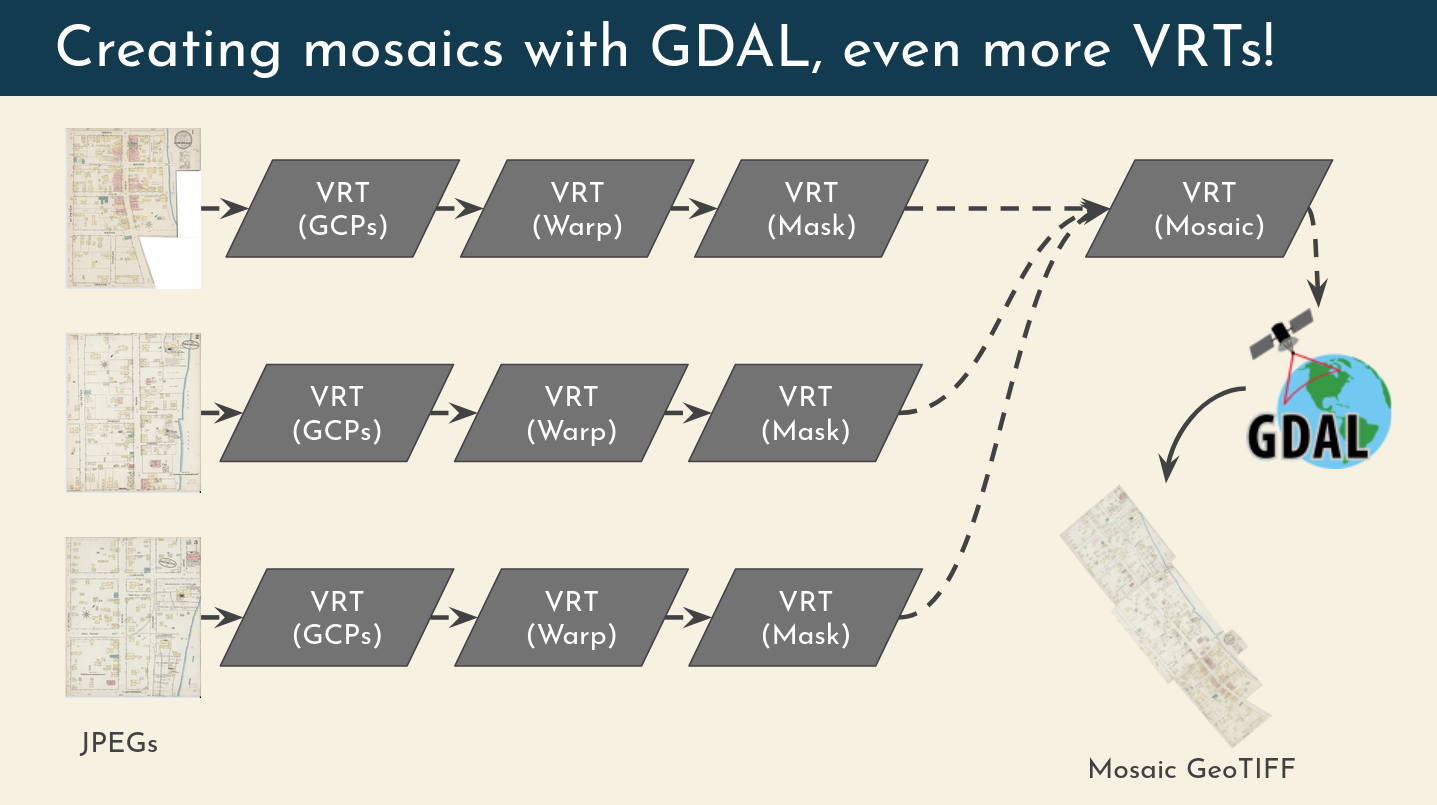 Creating mosaics with GDAL, even more VRTs!
VRT
(GCPs)
VRT
(Warp)
VRT
(Mask)
VRT
(Mosaic)
VRT
(GCPs)
VRT
(Warp)
VRT
(Mask)
GDAL
VRT
(GCPs)
VRT
(Warp)
VRT
(Mask)
JPEGs
Mosaic GeoTIFF